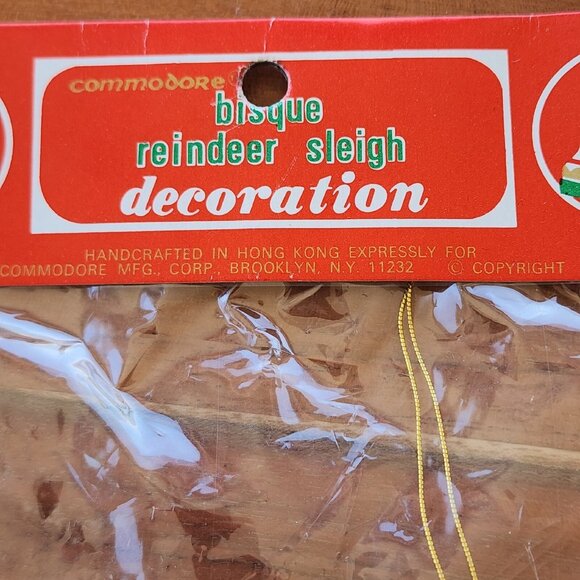 commodore
bisque
reindeer sleigh
decoration
HANDCRAFTED IN HONG KONG EXPRESSLY FOR
COMMODORE MFG., CORP., BROOKLYN, N.Y. 11232 © COPYRIGHT